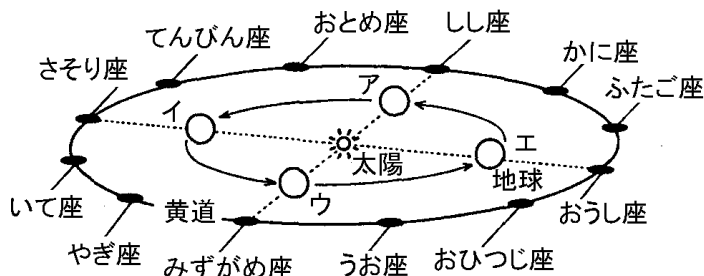 おとめ座
しし座
てんびん座
かに座
さそり座
ふたご座
ア
イ
エ
太陽
地球
ウ
いて座
黄道
おうし座
やぎ座
みずがめ座
うお座
おひつじ座